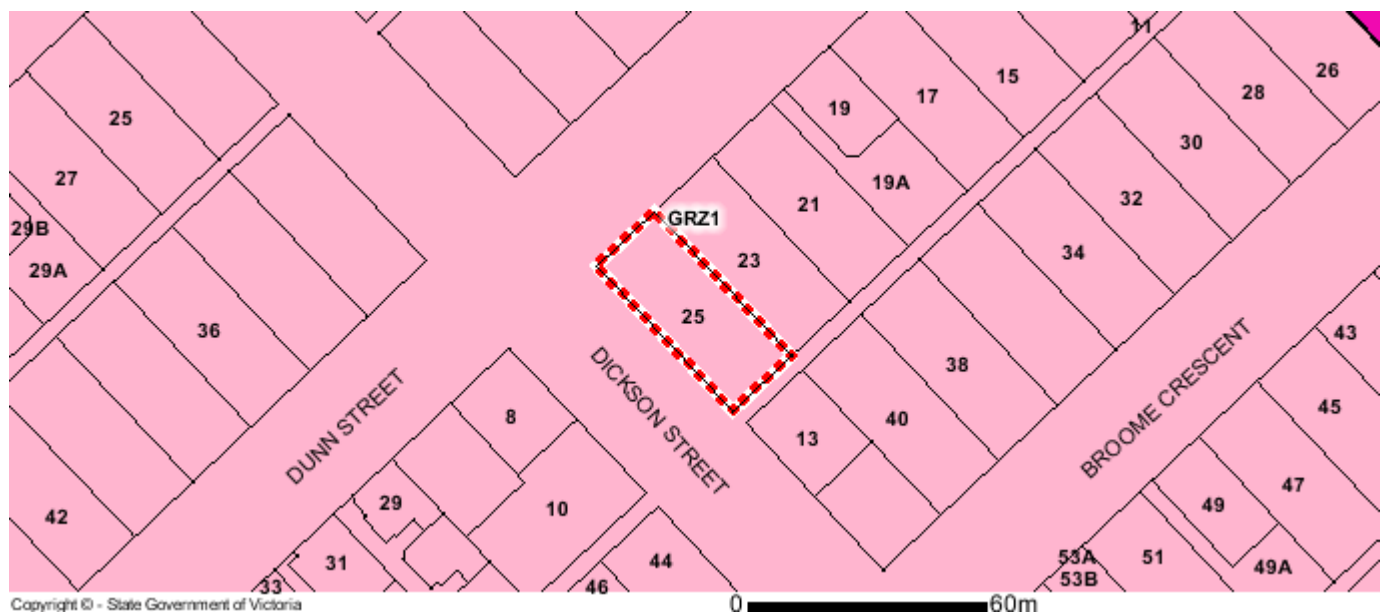 11
26
15
28
17
19
25
30
19A
27
32
21
GRZ1
29B
34
23
29A
25
36
43
38
DICKSON STREET
BROOME CRESCENT
45
8
40
DUNN STREET
13
47
29
49
10
42
53A
51
44
31
49A
53B
33
46
Copyright © - State Government of Victoria
0 60m